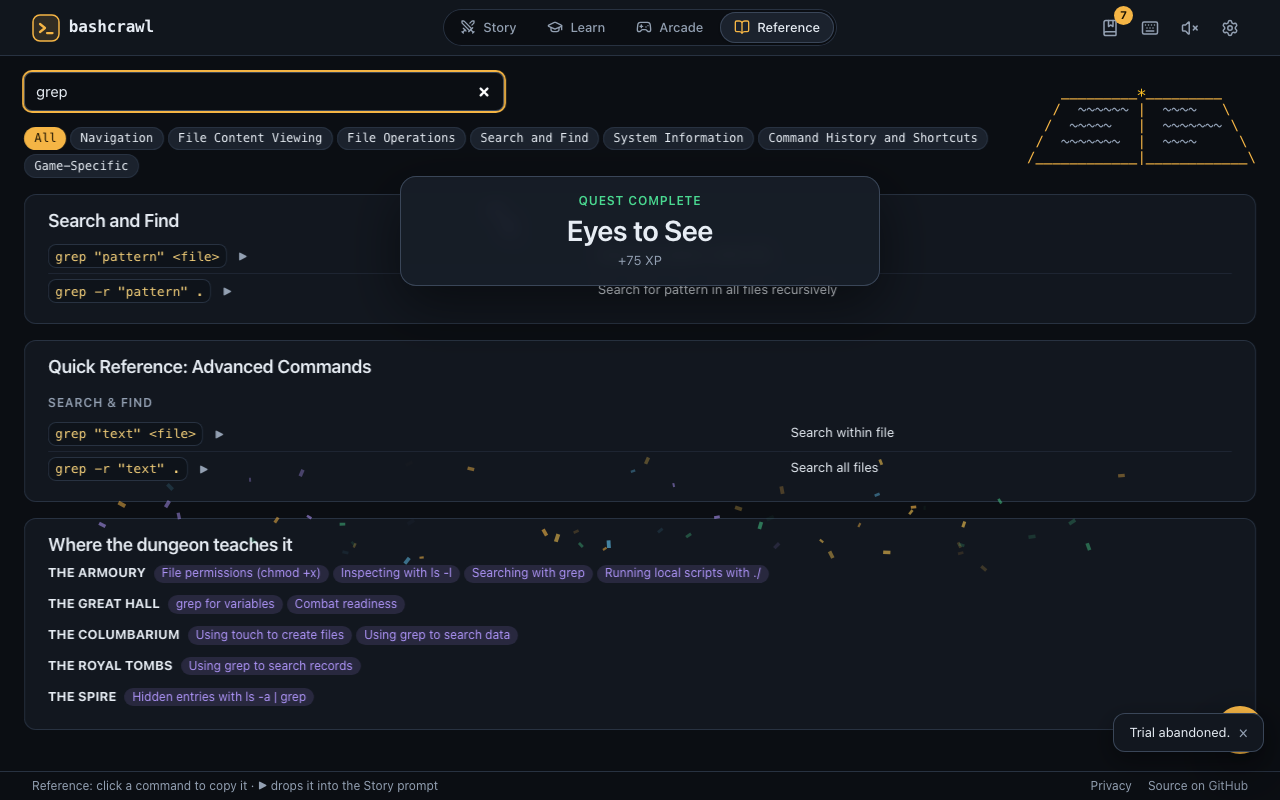 bashcrawl
Story
Learn
Arcade
Reference
7
grep
All
Navigation
File Content Viewing
File Operations
Search and Find
System Information
Command History and Shortcuts
Game-Specific
QUEST COMPLETE
Eyes to See
+75 XP
Search and Find
grep "pattern" <file>
grep -r "pattern" .
Search for pattern in all files recursively
Quick Reference: Advanced Commands
SEARCH & FIND
grep "text" <file>
Search within file
grep -r "text" .
Search all files
Where the dungeon teaches it
THE ARMOURY File permissions (chmod +x) Inspecting with ls -l Searching with grep Running local scripts with ./
THE GREAT HALL grep for variables Combat readiness
THE COLUMBARIUM Using touch to create files Using grep to search data
THE ROYAL TOMBS Using grep to search records
THE SPIRE Hidden entries with ls -a | grep
Trial abandoned. ×
Reference: click a command to copy it · ▶ drops it into the Story prompt
Privacy
Source on GitHub